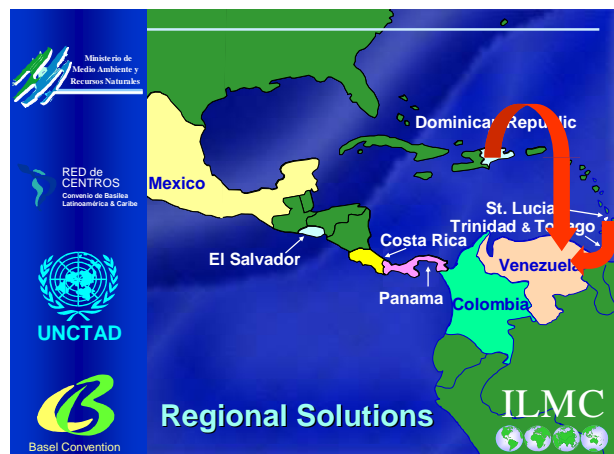 Ministerio de
Medio Ambiente y
Recursos Naturales
RED de
CENTROS
Convenio de Basilea
Latinoamérica & Caribe
UNCTAD
Basel Convention
Dominican Republic
Mexico
St. Lucia
Trinidad & Tobago
Costa Rica
El Salvador
Venezuela
Panama
Colombia
Regional Solutions
ILMC